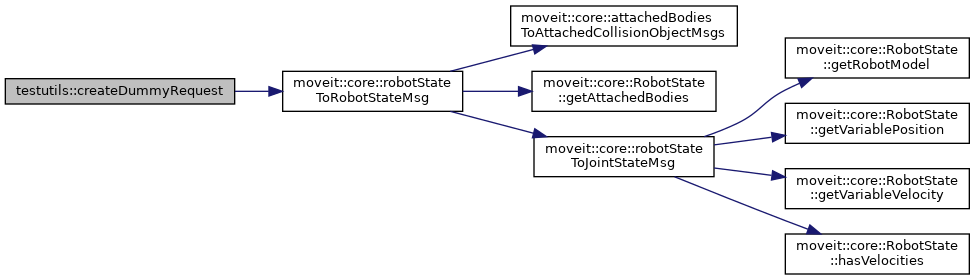 testutils::createDummyRequest
moveit::core::robotState
ToRobotStateMsg
moveit::core::attachedBodies
ToAttachedCollisionObjectMsgs
moveit::core::RobotState
::getAttachedBodies
moveit::core::robotState
ToJointStateMsg
moveit::core::RobotState
::getRobotModel
moveit::core::RobotState
::getVariablePosition
moveit::core::RobotState
::getVariableVelocity
moveit::core::RobotState
::hasVelocities